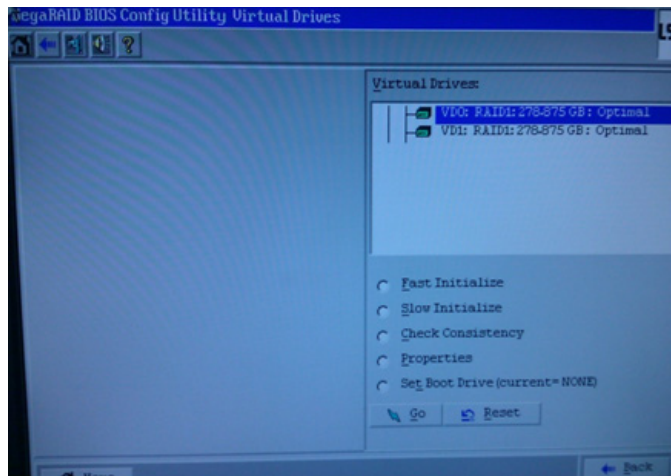 MegaRAID BIOS Config Utility Virtual Drives
?
Virtual Drives:
VD0: RAID1: 278.875 GB: Optimal
VD1: RAID1: 278.875 GB: Optimal
Fast Initialize
Slow Initialize
Check Consistency
Properties
Set Boot Drive (current= NONE)
Go
Reset
Home
Back